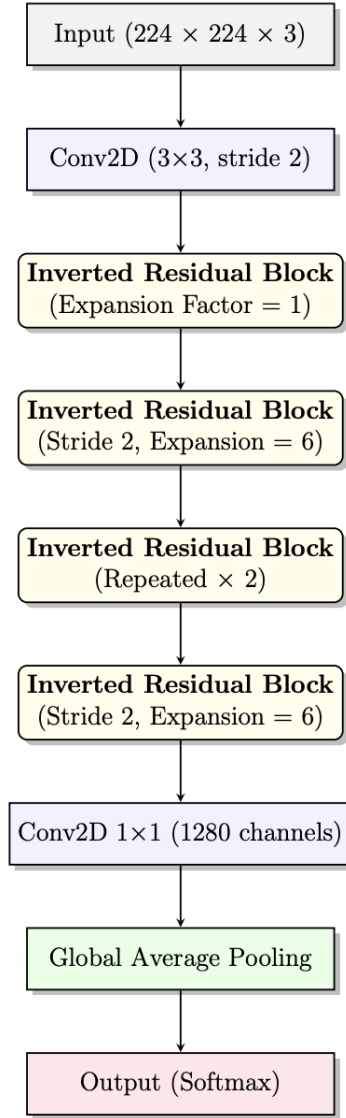 Input (224 × 224 × 3)
Conv2D (3×3, stride 2)
Inverted Residual Block
(Expansion Factor = 1)
Inverted Residual Block
(Stride 2, Expansion = 6)
Inverted Residual Block
(Repeated × 2)
Inverted Residual Block
(Stride 2, Expansion = 6)
Conv2D 1×1 (1280 channels)
Global Average Pooling
Output (Softmax)